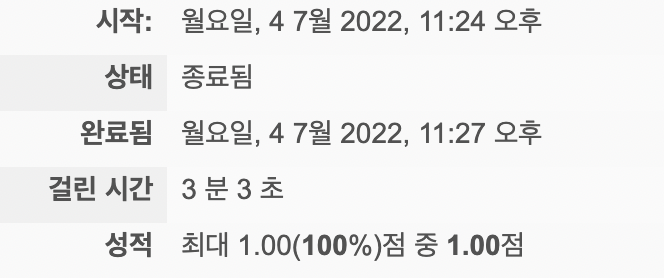 시작: 월요일, 4 7월 2022, 11:24 오후
상태 종료됨
완료됨 월요일, 4 7월 2022, 11:27 오후
걸린 시간 3 분 3 초
성적 최대 1.00(100%)점 중 1.00점